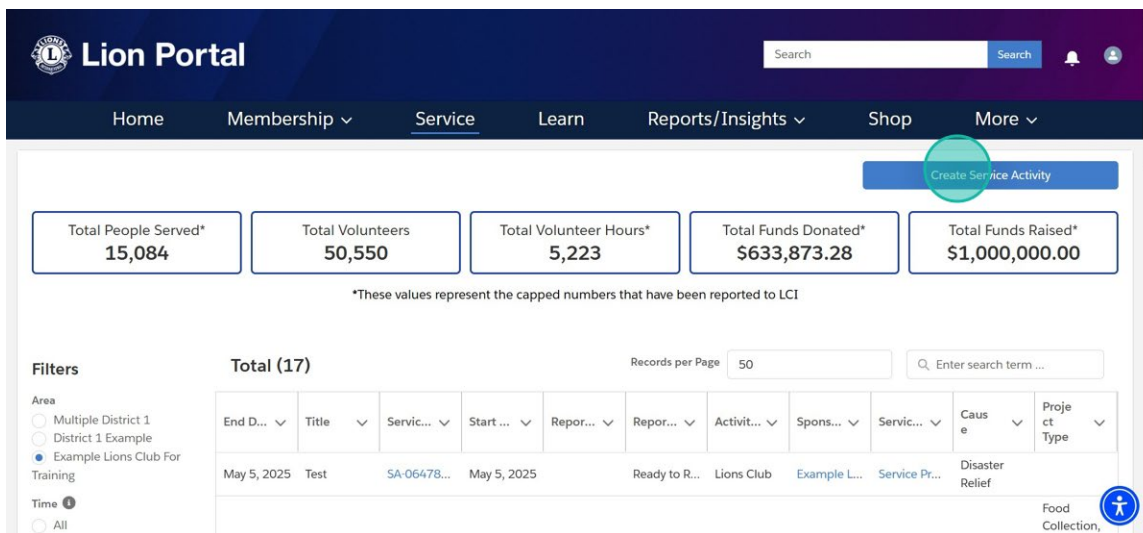 Lion Portal
Search Search
Home Membership Service Learn Reports/Insights Shop More
Create Service Activity
Total People Served* Total Volunteers Total Volunteer Hours* Total Funds Donated* Total Funds Raised*
15,084 50,550 5,223 $633,873.28 $1,000,000.00
*These values represent the capped numbers that have been reported to LCI
Filters Total (17) Records per Page 50 Enter search term ...
Area
Multiple District 1
District 1 Example
Example Lions Club For
Training
Time
All
End D... Title Servic... Start ... Repor... Repor... Activit... Spons... Servic... Caus
e Proje
ct
Type
May 5, 2025 Test SA-06478... May 5, 2025 Ready to R... Lions Club Example L... Service Pr... Disaster
Relief
Food
Collection,